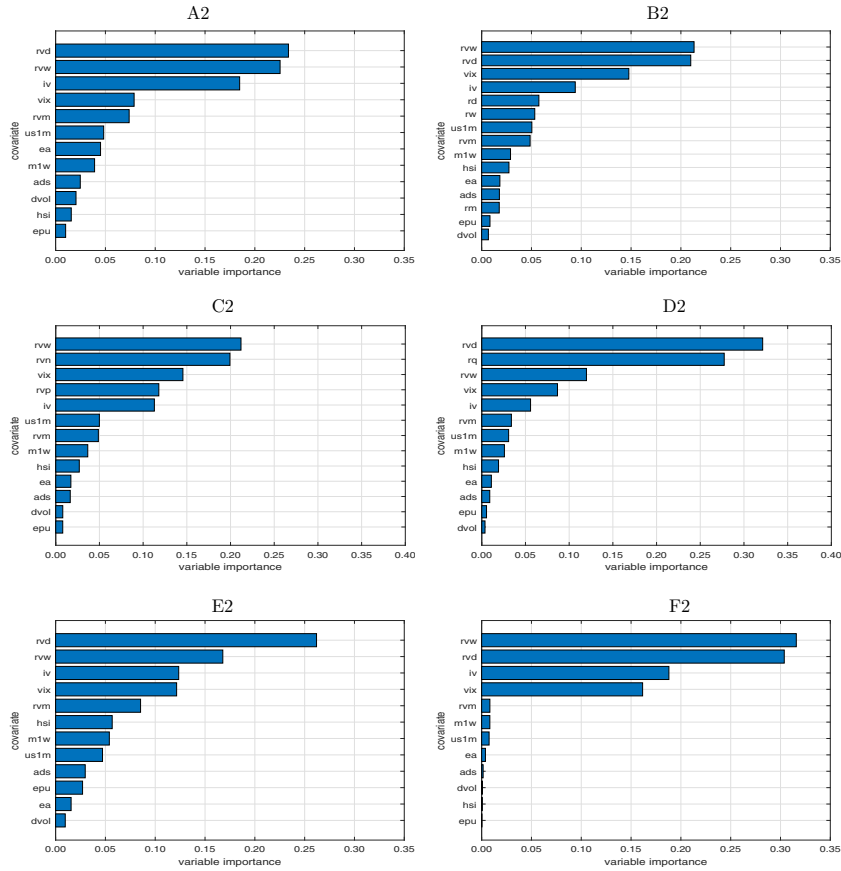 A2
covariate
rvd
rvw
iv
vix
rvm
us1m
ea
m1w
ads
dvol
hsi
epu
0.00 0.05 0.10 0.15 0.20 0.25 0.30 0.35
variable importance
B2
covariate
rvw
rvd
vix
iv
rd
rw
us1m
rvm
m1w
hsi
ea
ads
rm
epu
dvol
0.00 0.05 0.10 0.15 0.20 0.25 0.30 0.35
variable importance
C2
covariate
rvw
rvn
vix
rvp
iv
us1m
rvm
m1w
hsi
ea
ads
dvol
epu
0.00 0.05 0.10 0.15 0.20 0.25 0.30 0.35 0.40
variable importance
D2
covariate
rvd
rq
rvw
vix
iv
rvm
us1m
m1w
hsi
ea
ads
epu
dvol
0.00 0.05 0.10 0.15 0.20 0.25 0.30 0.35 0.40
variable importance
E2
covariate
rvd
rvw
iv
vix
rvm
hsi
m1w
us1m
ads
epu
ea
dvol
0.00 0.05 0.10 0.15 0.20 0.25 0.30 0.35
variable importance
F2
covariate
rvw
rvd
iv
vix
rvm
m1w
us1m
ea
ads
dvol
hsi
epu
0.00 0.05 0.10 0.15 0.20 0.25 0.30 0.35
variable importance